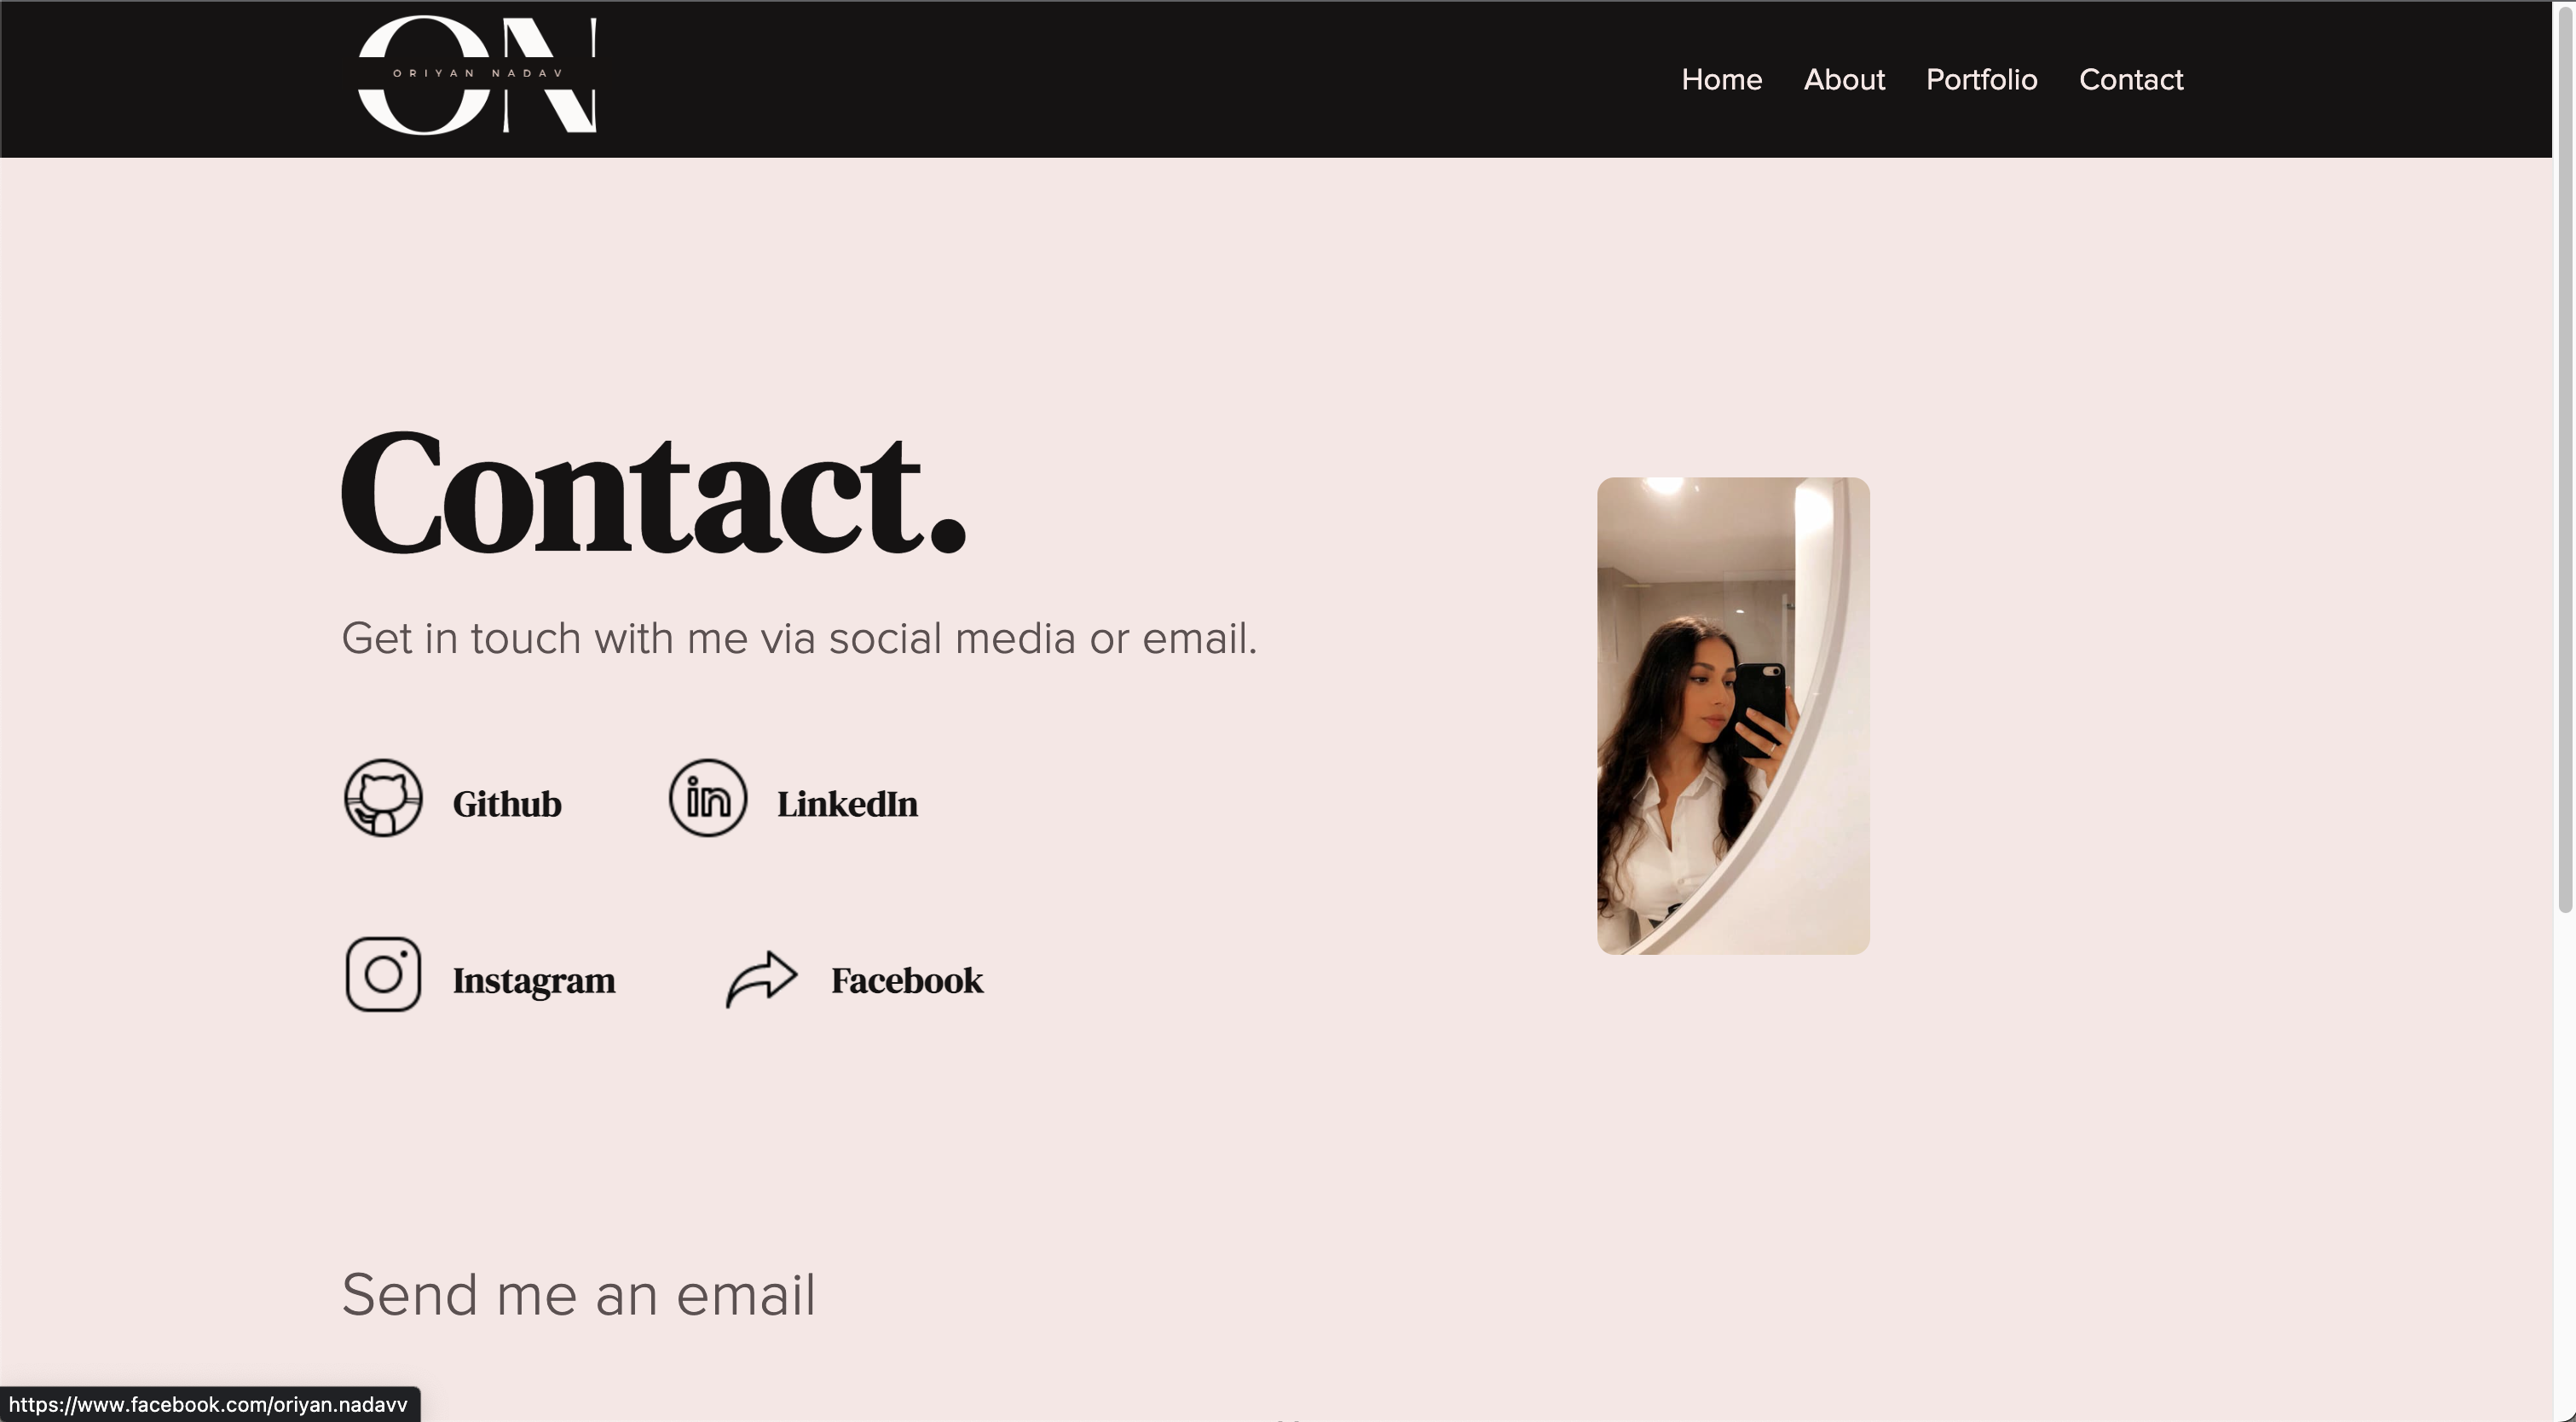 ON
ORIYAN NADAV
Home About Portfolio Contact
Contact.
Get in touch with me via social media or email.
Github LinkedIn
in
Instagram Facebook
Send me an email
https://www.facebook.com/oriyan.nadavv